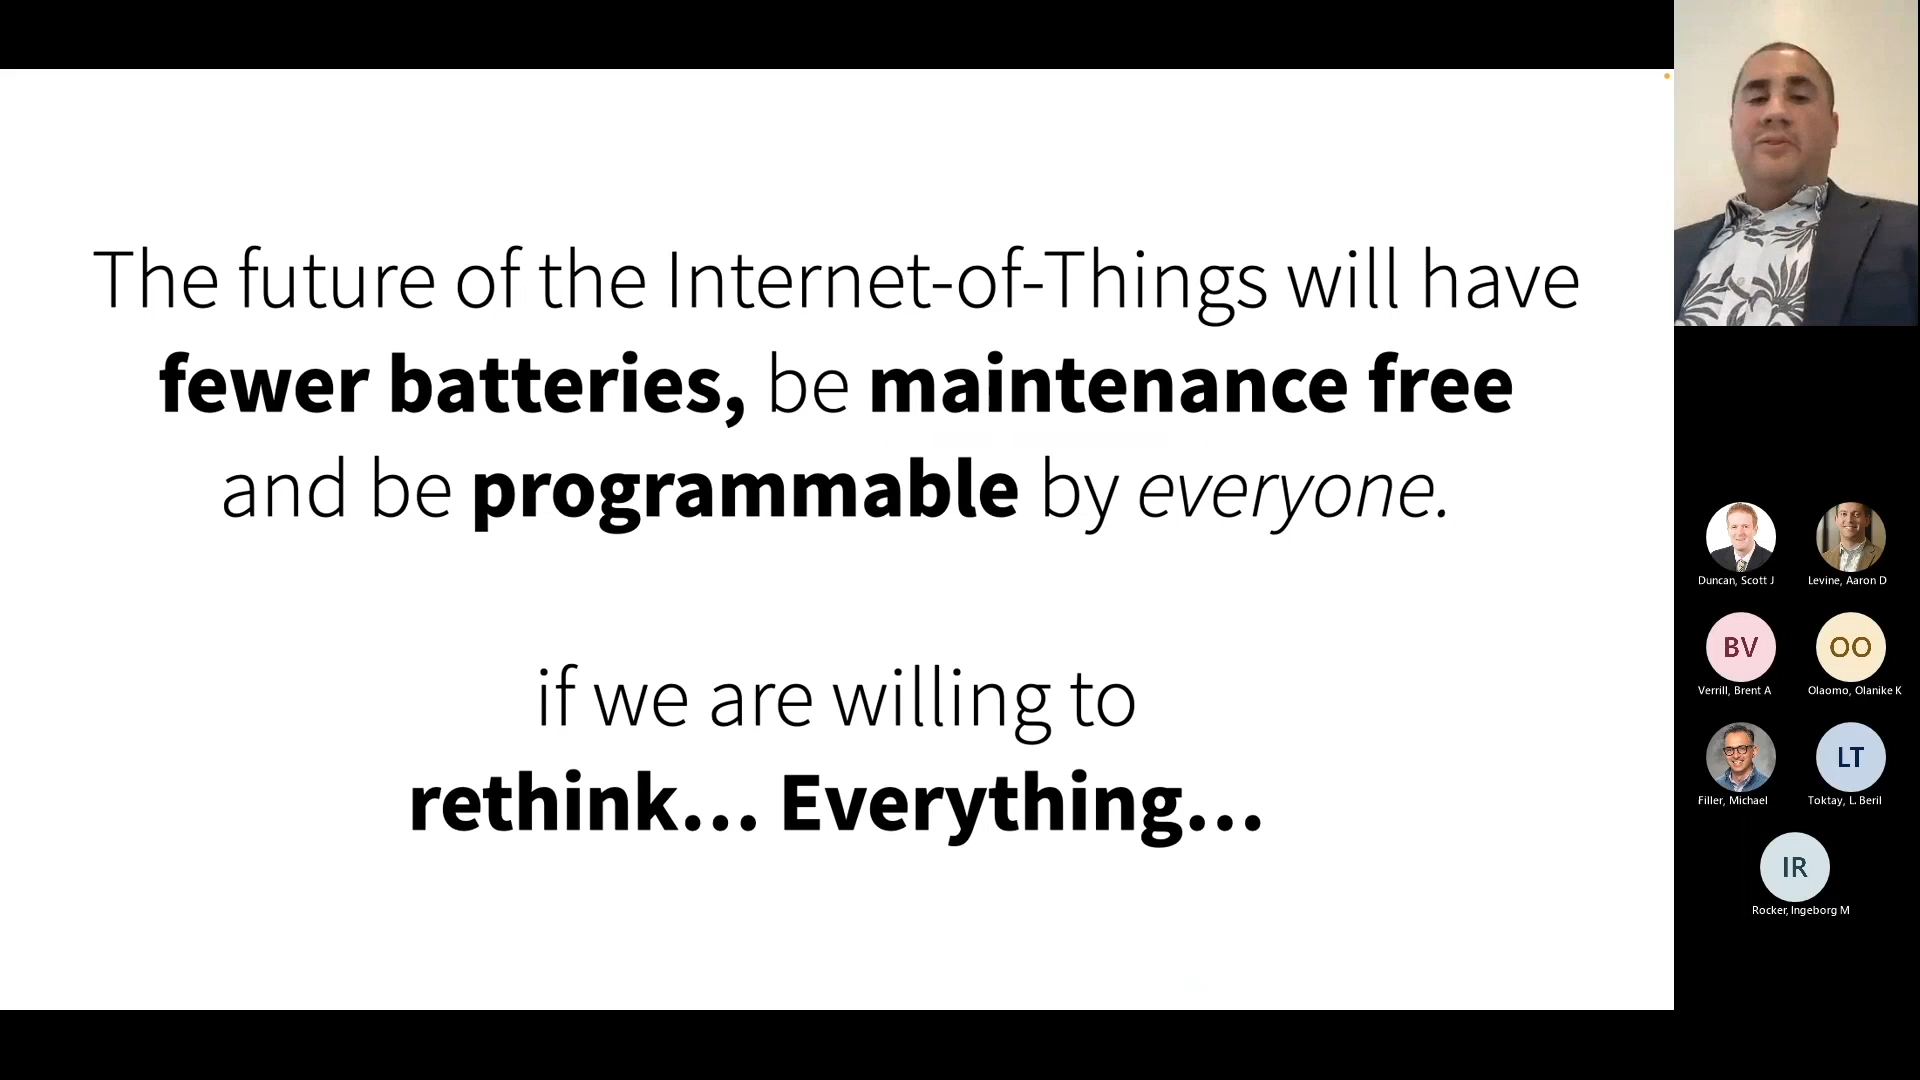 The future of the Internet-of-Things will have
fewer batteries, be maintenance free
and be programmable by everyone.
if we are willing to
rethink... Everything...
Duncan, Scott J
Levine, Aaron D
BV
Verrill, Brent A
OO
Olaomo, Olanike K
Filler, Michael
LT
Toktay, L. Beril
IR
Rocker, Ingeborg M